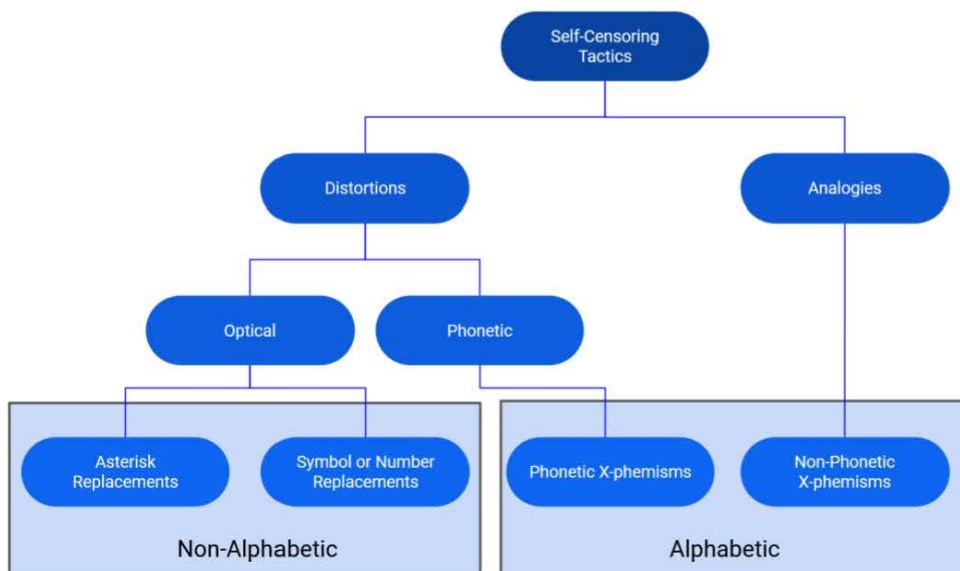 Self-Censoring
Tactics
Distortions
Analogies
Optical
Phonetic
Asterisk
Replacements
Symbol or Number
Replacements
Phonetic X-phemisms
Non-Phonetic
X-phemisms
Non-Alphabetic
Alphabetic